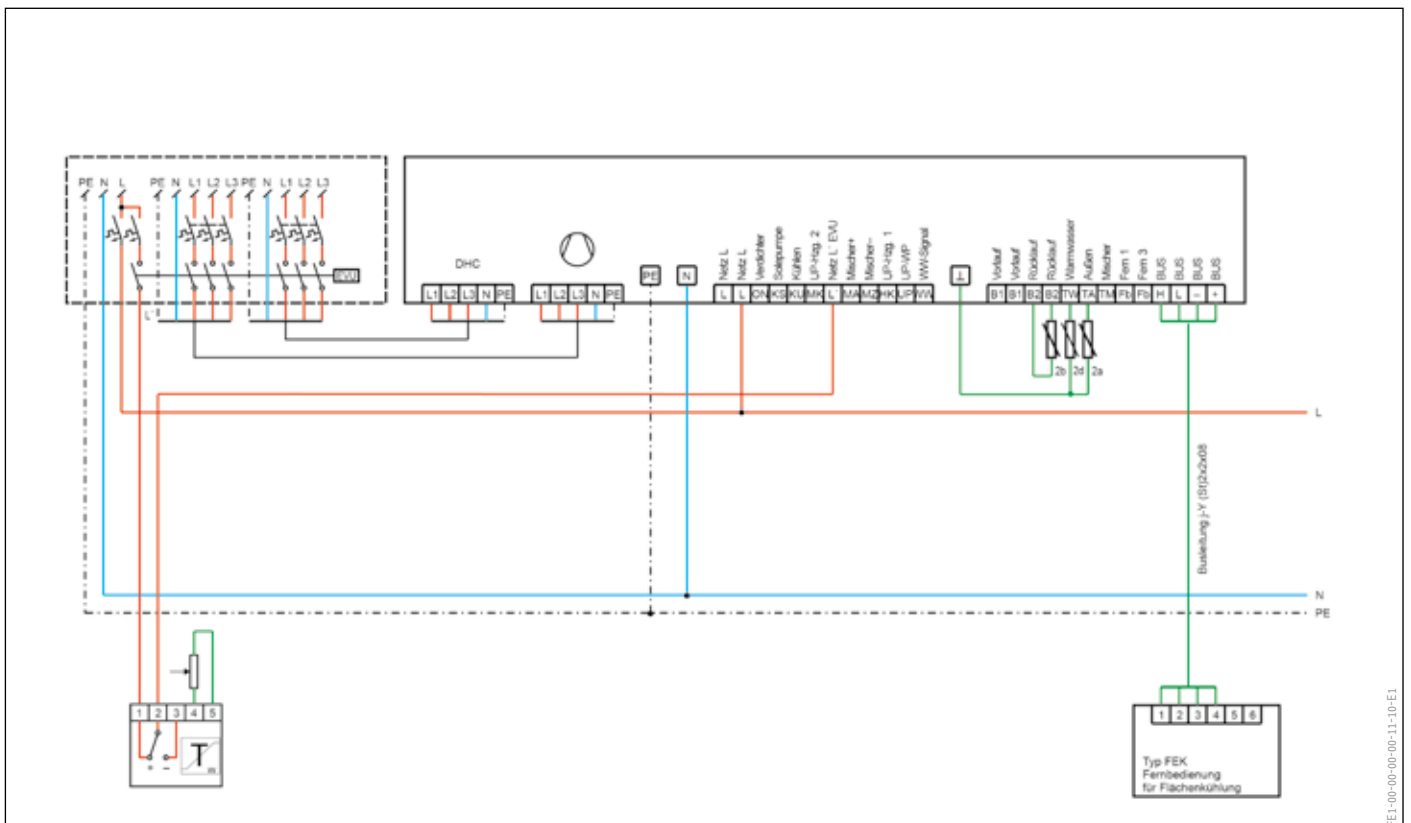 PE N L PE N L1 L2 L3 PE N L1 L2 L3
EVU
L`
DHC
L1 L2 L3 N PE
L1 L2 L3 N PE
PE
N
Netz L
Netz L
Verdichter
Solepumpe
Kühlen
UP-Hzg. 2
Netz L` EVU
Mischer+
Mischer–
UP-Hzg. 1
UP-WP
WW-Signal
L L ON KS KU MK L` MA MZ HK UP WW
Vorlauf
Vorlauf
Rücklauf
Rücklauf
Warmwasser
Außen
Mischer
Fern 1
Fern 3
BUS
BUS
BUS
BUS
B1 B1 B2 B2 TW TA TM Fb Fb H L – +
2b 2d 2a
L
Busleitung j-Y (St)2x2x08
N
PE
1 2 3 4 5
+ –
T
1 2 3 4 5 6
Typ FEK
Fernbedienung
für Flächenkühlung